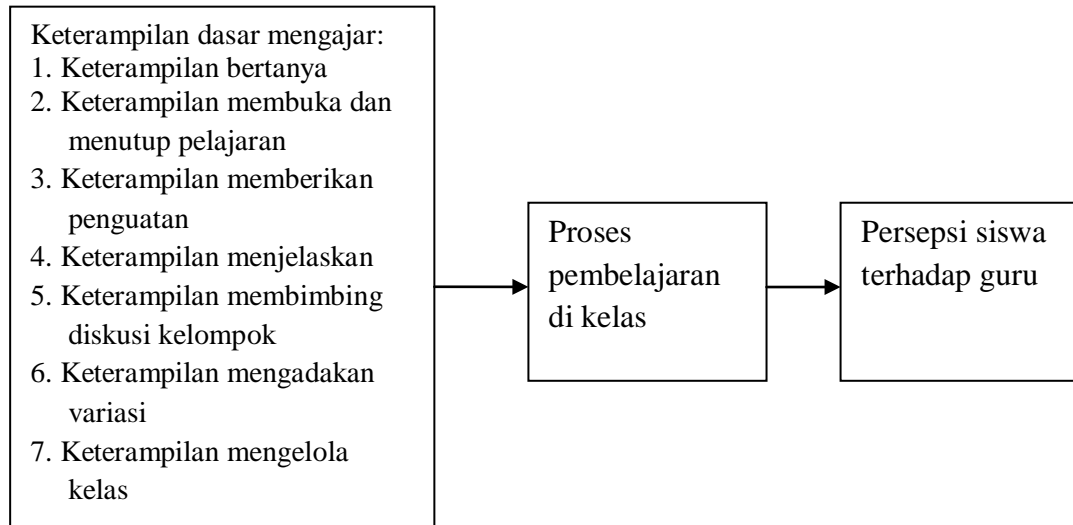 Keterampilan dasar mengajar:
1. Keterampilan bertanya
2. Keterampilan membuka dan
menutup pelajaran
3. Keterampilan memberikan
penguatan
4. Keterampilan menjelaskan
5. Keterampilan membimbing
diskusi kelompok
6. Keterampilan mengadakan
variasi
7. Keterampilan mengelola
kelas
Proses
pembelajaran
di kelas
Persepsi siswa
terhadap guru